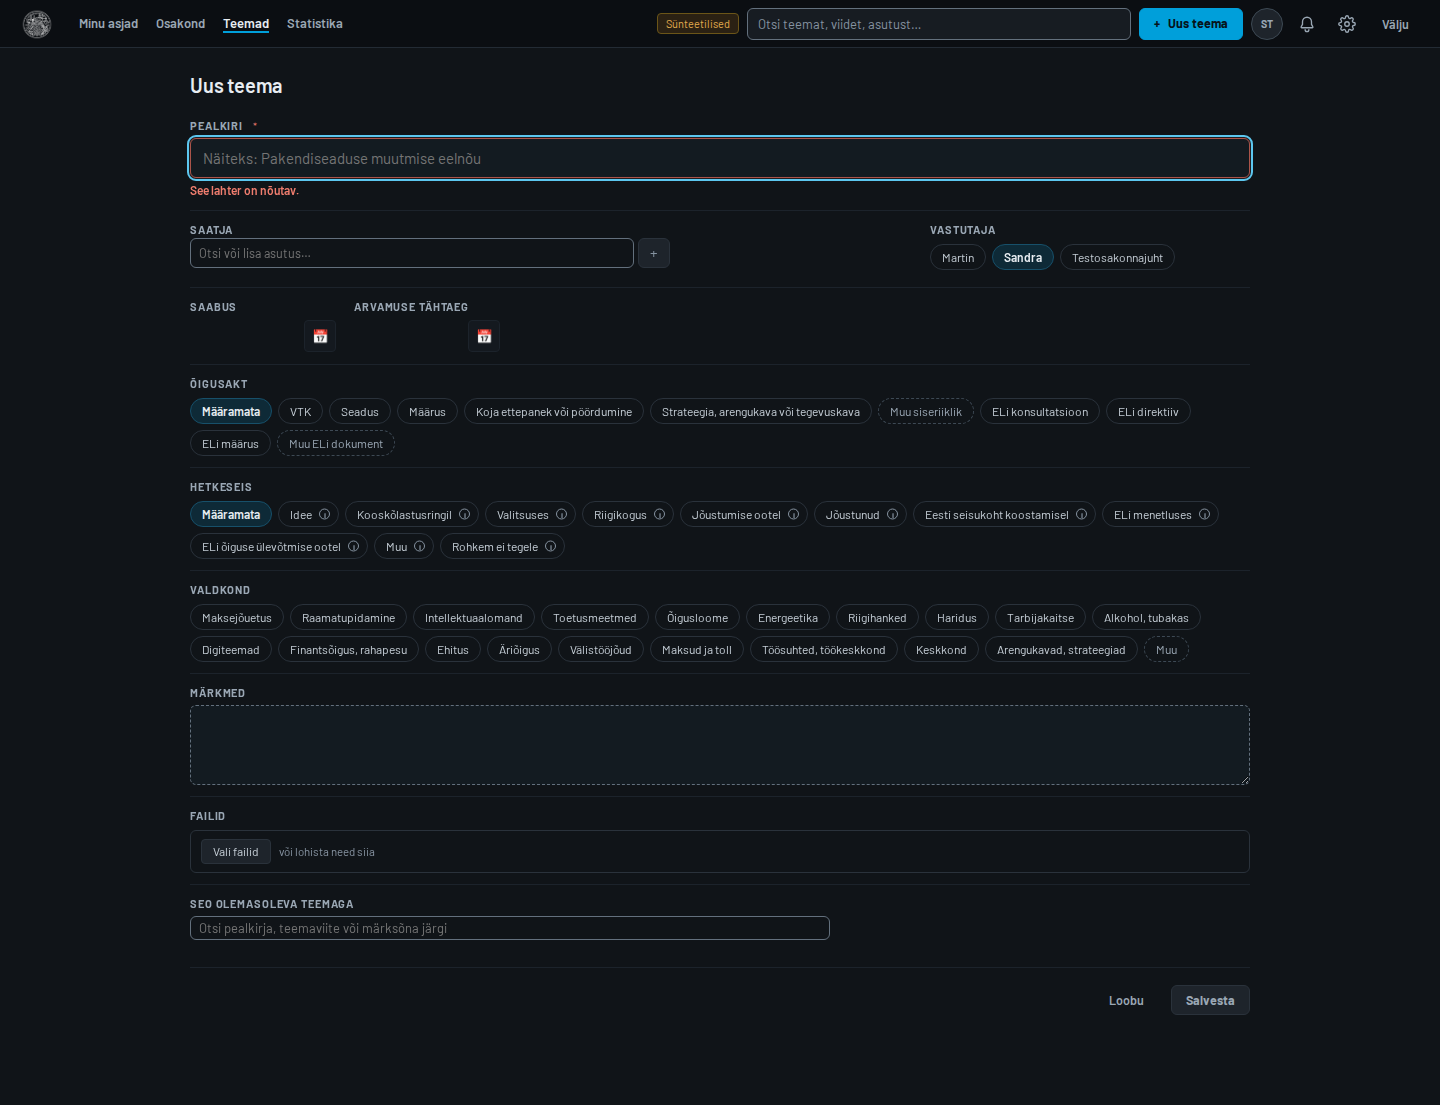 Minu asjad Osakond Teemad Statistika Sünteetilised Otsi teemat, viidet, asutust... + Uus teema ST Välju
Uus teema
PEALKIRI *
Näiteks: Pakendiseaduse muutmise eelnõu
See lahter on nõutav.
SAATJA VASTUTAJA
Otsi või lisa asutus... + Martin Sandra Testosakonnajuht
SAABUS ARVAMUSE TÄHTAEG
ÕIGUSAKT
Määramata VTK Seadus Määrus Koja ettepanek või pöördumine Strateegia, arengukava või tegevuskava Muu siseriiklik ELi konsultatsioon ELi direktiiv
ELi määrus Muu ELi dokument
HETKESEIS
Määramata Idee Kooskõlastusringil Valitsuses Riigikogus Jõustumise ootel Jõustunud Eesti seisukoht koostamisel ELi menetluses
ELi õiguse ülevõtmise ootel Muu Rohkem ei tegele
VALDKOND
Maksejõuetus Raamatupidamine Intellektuaalomand Toetusmeetmed Õigusloome Energeetika Riigihanked Haridus Tarbijakaitse Alkohol, tubakas
Digiteemad Finantsõigus, rahapesu Ehitus Äriõigus Välistööjõud Maksud ja toll Töösuhted, töökeskkond Keskkond Arengukavad, strateegiad Muu
MÄRKMED
FAILID
Vali failid või lohista need siia
SEO OLEMASOLEVA TEEMAGA
Otsi pealkirja, teemaviite või märksõna järgi
Loobu Salvesta